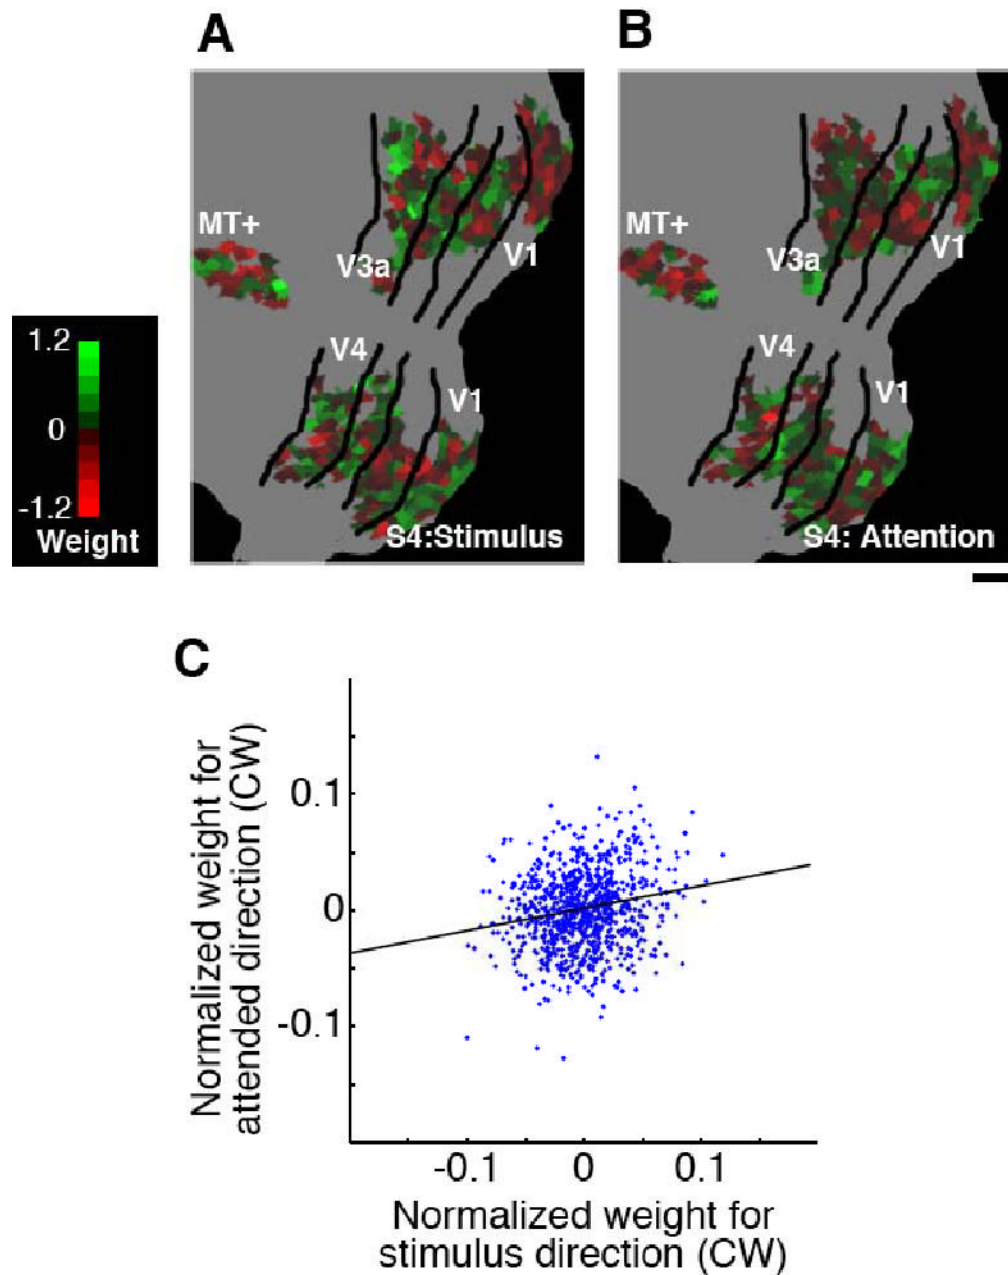 A
B
MT+
V3a
V1
V4
V1
S4:Stimulus
MT+
V3a
V1
V4
V1
S4: Attention
1.2
0
-1.2
Weight
C
Normalized weight for
attended direction (CW)
0.1
0
-0.1
-0.1
0
0.1
Normalized weight for
stimulus direction (CW)